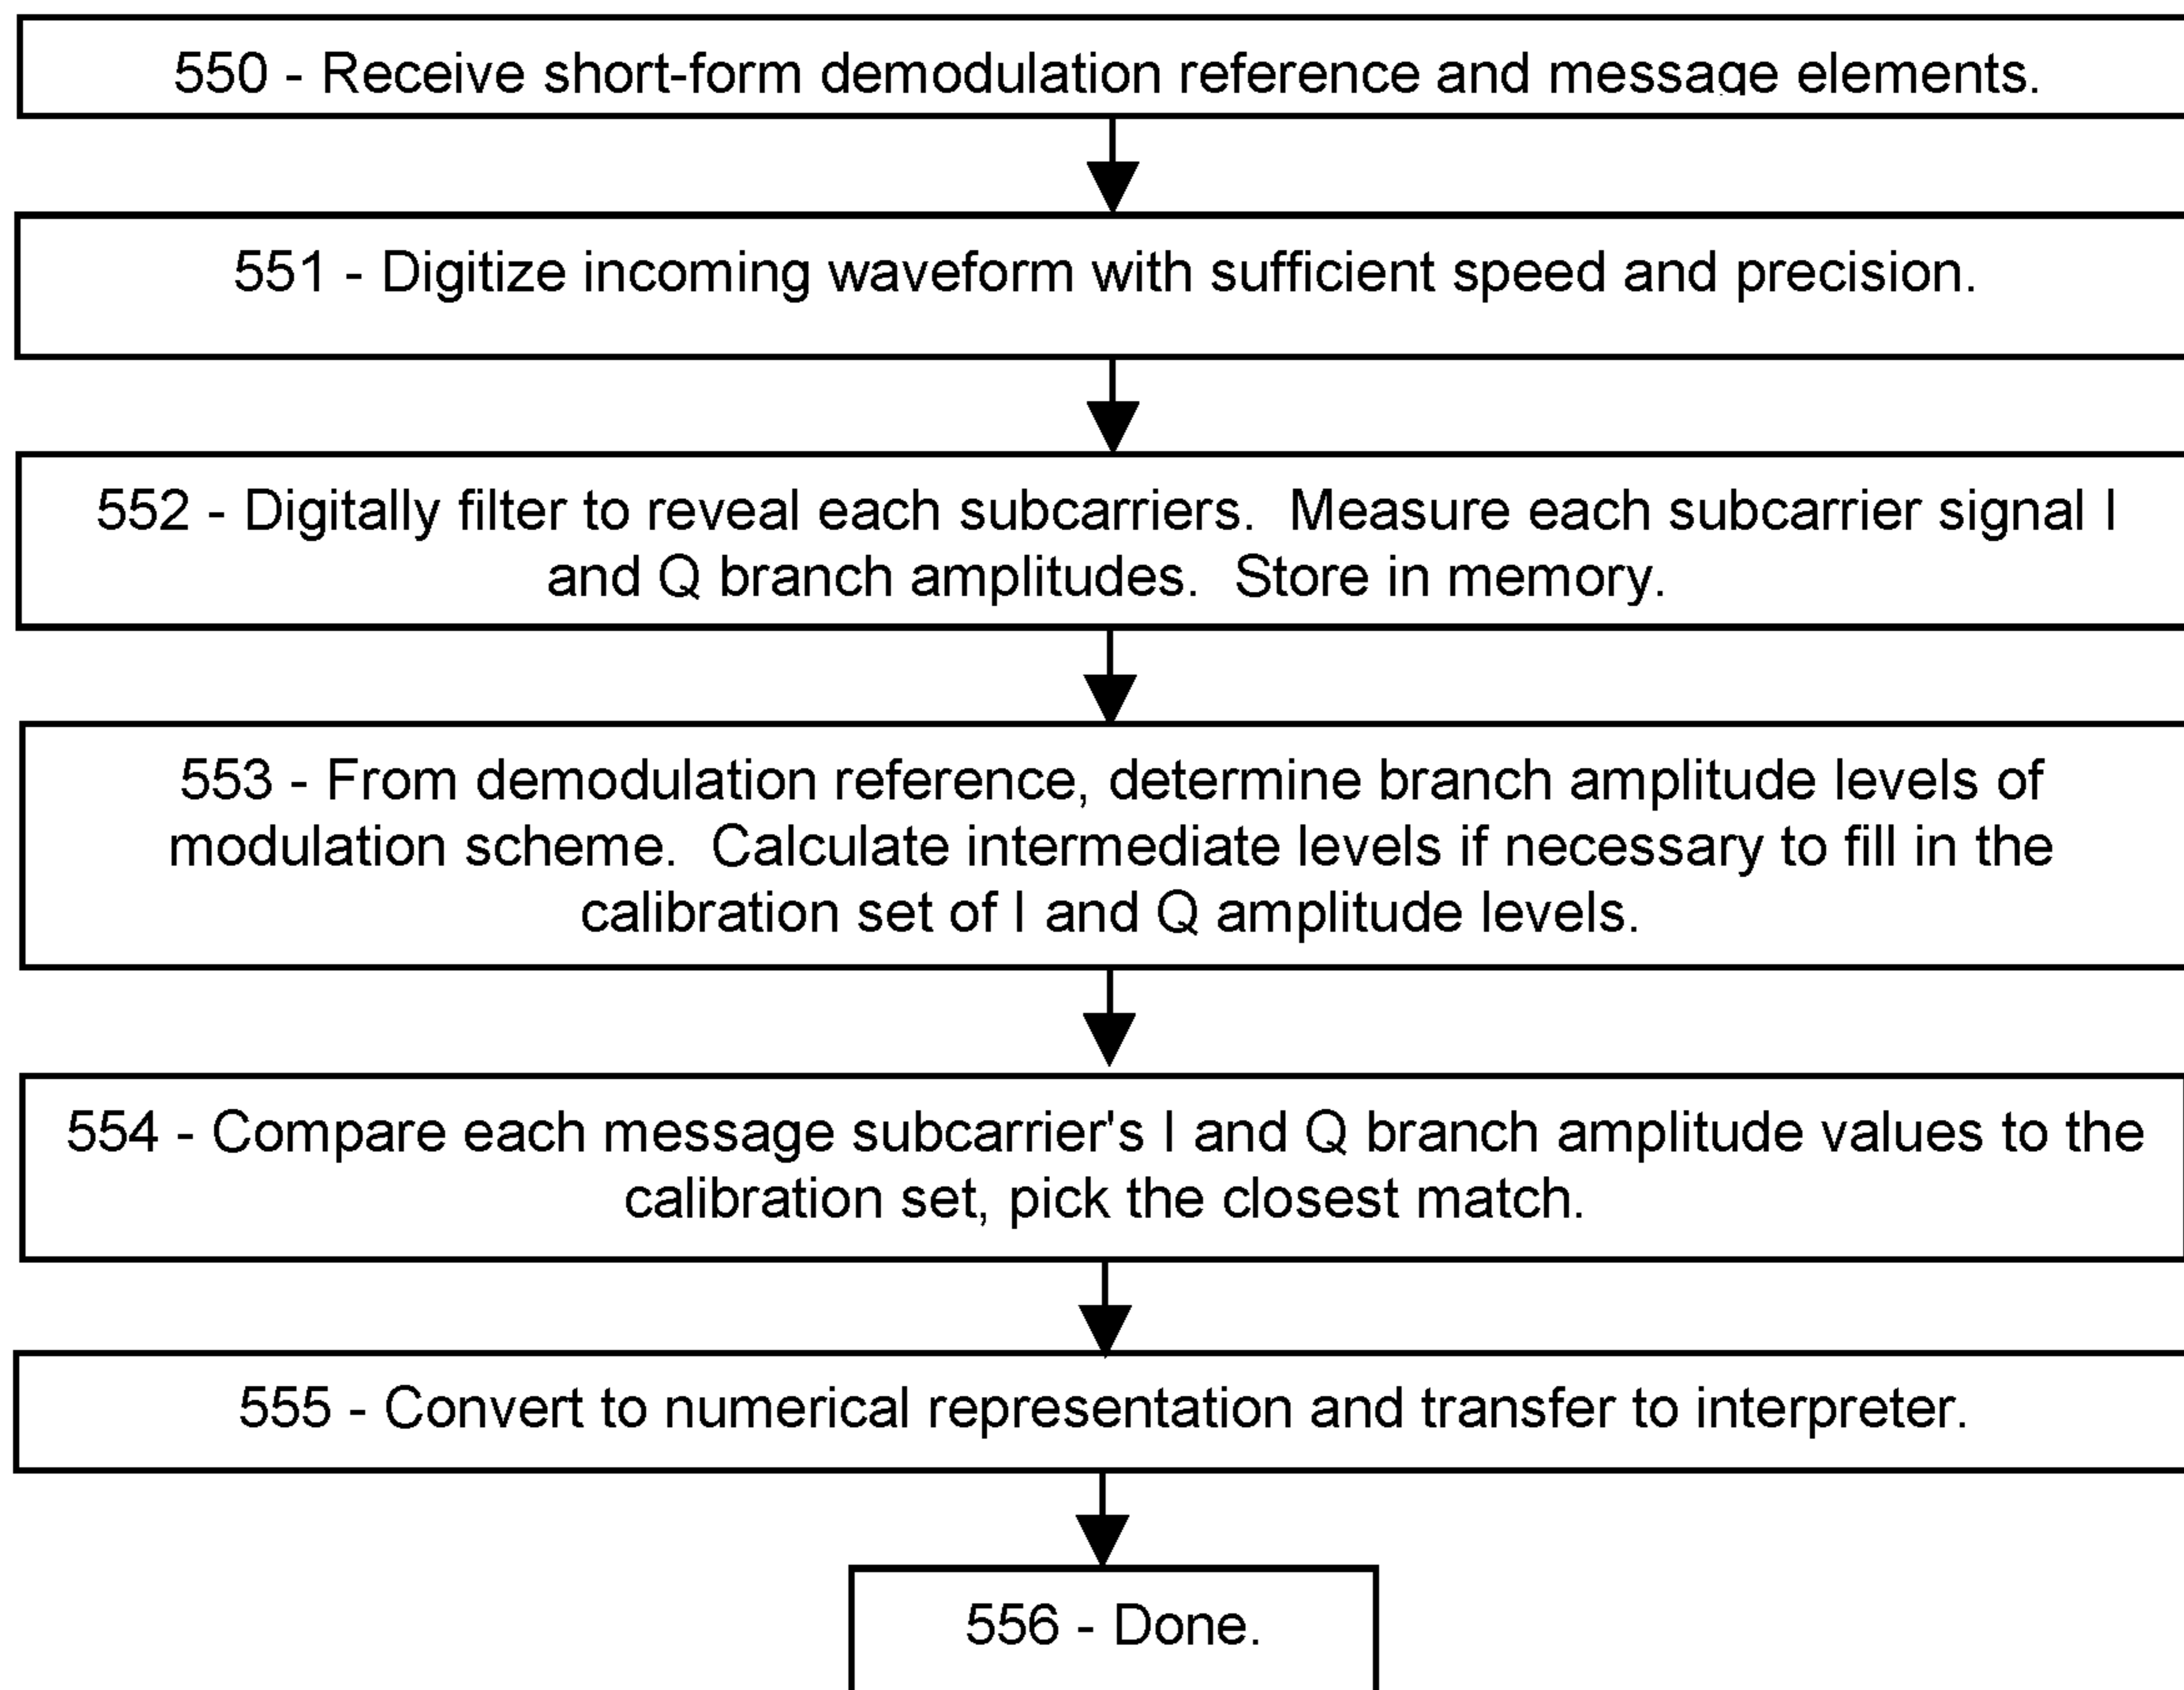 550 - Receive short-form demodulation reference and message elements.
551 - Digitize incoming waveform with sufficient speed and precision.
552 - Digitally filter to reveal each subcarriers.  Measure each subcarrier signal I
and Q branch amplitudes.  Store in memory.
553 - From demodulation reference, determine branch amplitude levels of
modulation scheme.  Calculate intermediate levels if necessary to fill in the
calibration set of I and Q amplitude levels.
554 - Compare each message subcarrier's I and Q branch amplitude values to the
calibration set, pick the closest match.
555 - Convert to numerical representation and transfer to interpreter.
556 - Done.